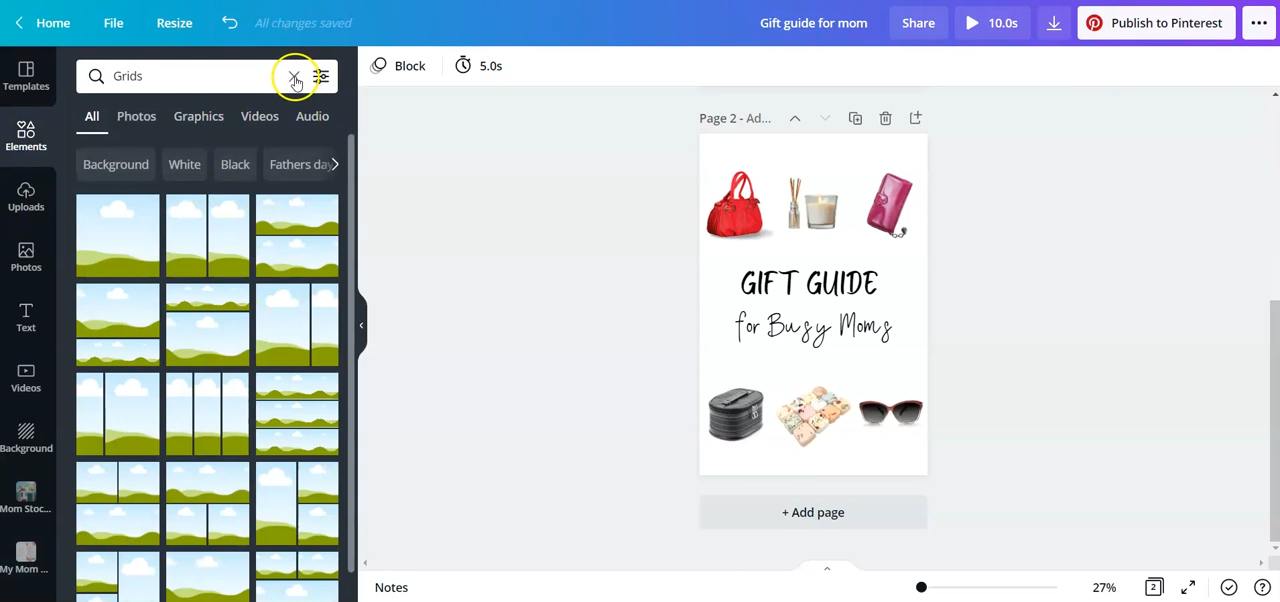 Home File Resize All changes saved Gift guide for mom Share 10.0s Publish to Pinterest
Templates
Elements
Uploads
Photos
Text
Videos
Background
Mom Stoc...
My Mom ...
Grids
All Photos Graphics Videos Audio
Background White Black Fathers day
Block 5.0s
Page 2 - Ad...
GIFT GUIDE
for Busy Moms
+ Add page
Notes 27% 2